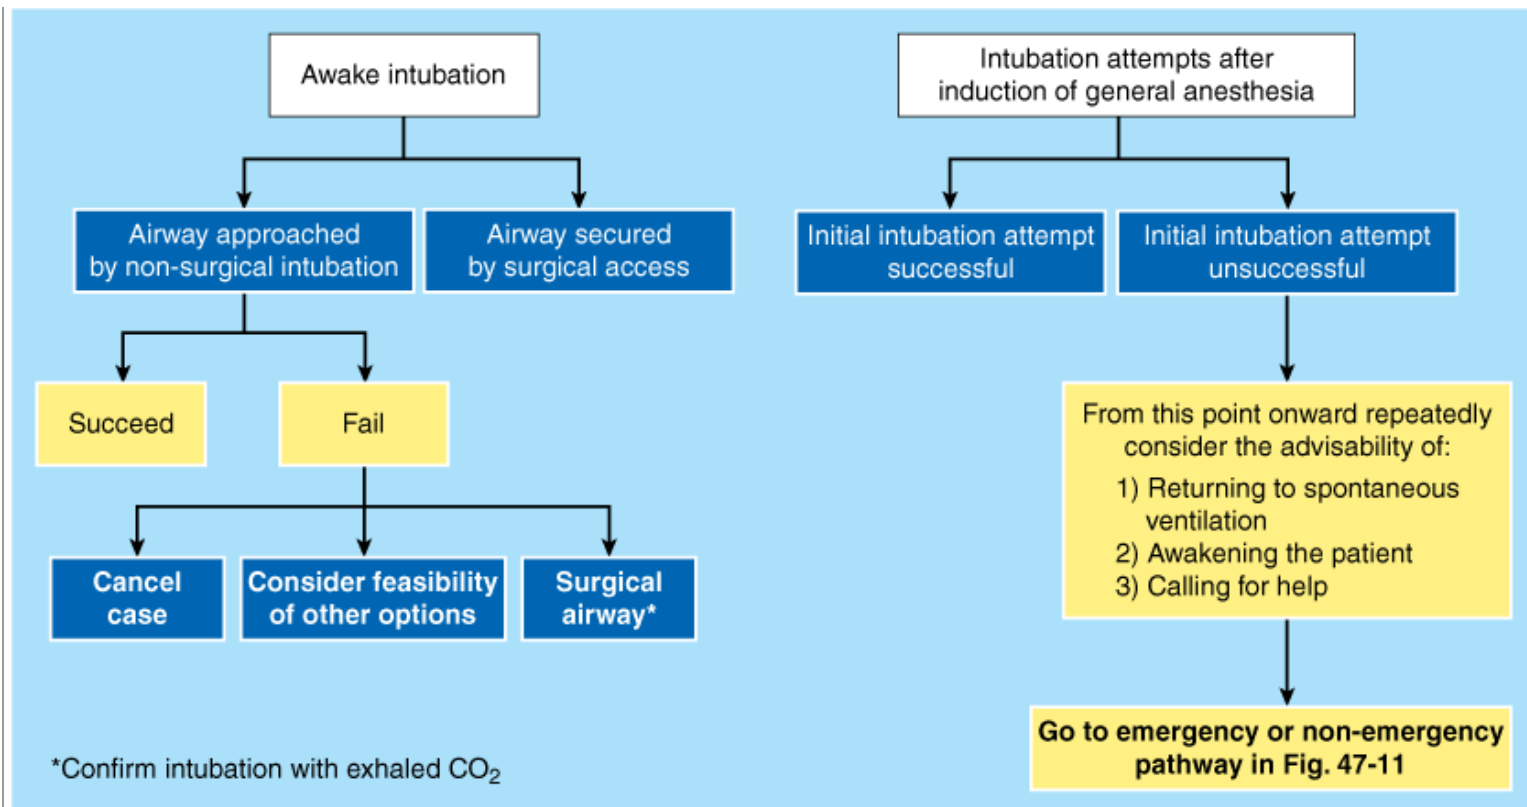 Awake intubation
Airway approached
by non-surgical intubation
Airway secured
by surgical access
Succeed
Fail
Cancel
case
Consider feasibility
of other options
Surgical
airway*
*Confirm intubation with exhaled CO₂
Intubation attempts after
induction of general anesthesia
Initial intubation attempt
successful
Initial intubation attempt
unsuccessful
From this point onward repeatedly
consider the advisability of:
1) Returning to spontaneous
ventilation
2) Awakening the patient
3) Calling for help
Go to emergency or non-emergency
pathway in Fig. 47-11